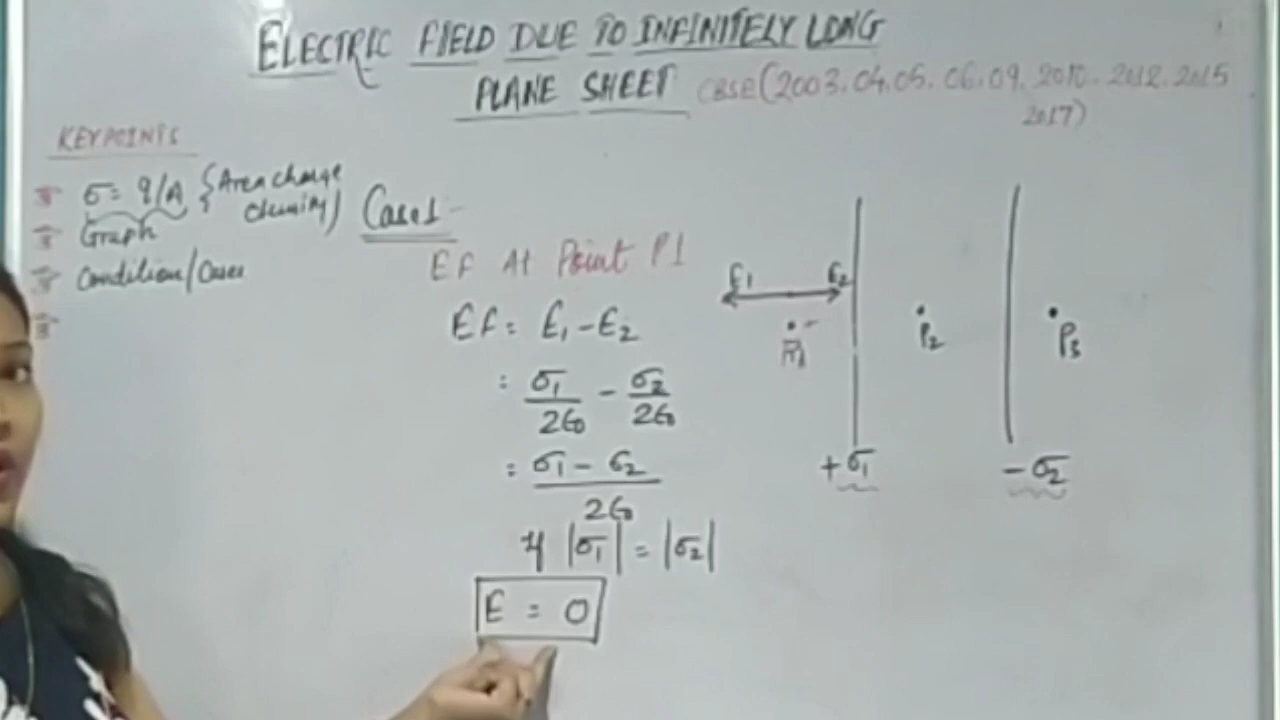 ELECTRIC FIELD DUE TO INFINITELY LONG
PLANE SHEET CBSE(2003.04.05.06.09.2010.2012.2015
2017)
KEYPOINTS
σ= q/A {Area charge
density}
Graph
Condition/Cases
Case1-
EF At Point P1
EF= E1-E2
= σ1/2ε0 - σ2/2ε0
= σ1-σ2/2ε0
If |σ1| = |σ2|
E = 0
E1 E2
P1
P2
P3
+σ1
-σ2